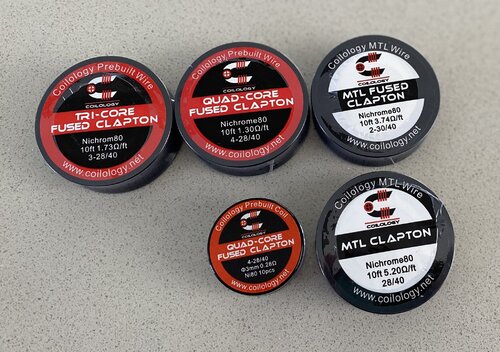 Coilology Prebuilt Wire
COILOLOGY
TRI-CORE
FUSED CLAPTON
Nichrom80
10ft 1.73Ω/ft
3-28/40
www.coilology.net
Coilology Prebuilt Wire
COILOLOGY
QUAD-CORE
FUSED CLAPTON
Nichrome80
10ft 1.30Ω/ft
4-28/40
www.coilology.net
Coilology MTL Wire
COILOLOGY
MTL FUSED
CLAPTON
Nichrome80
10ft 3.74Ω/ft
2-30/40
www.coilology.net
Coilology Prebuilt Coil
COILOLOGY
QUAD-CORE
FUSED CLAPTON
4-28/40
Φ3mm 0.28Ω
Ni80 10pcs
www.coilology.net
Coilology MTL Wire
COILOLOGY
MTL CLAPTON
Nichrome80
10ft 5.20Ω/ft
28/40
www.coilology.net